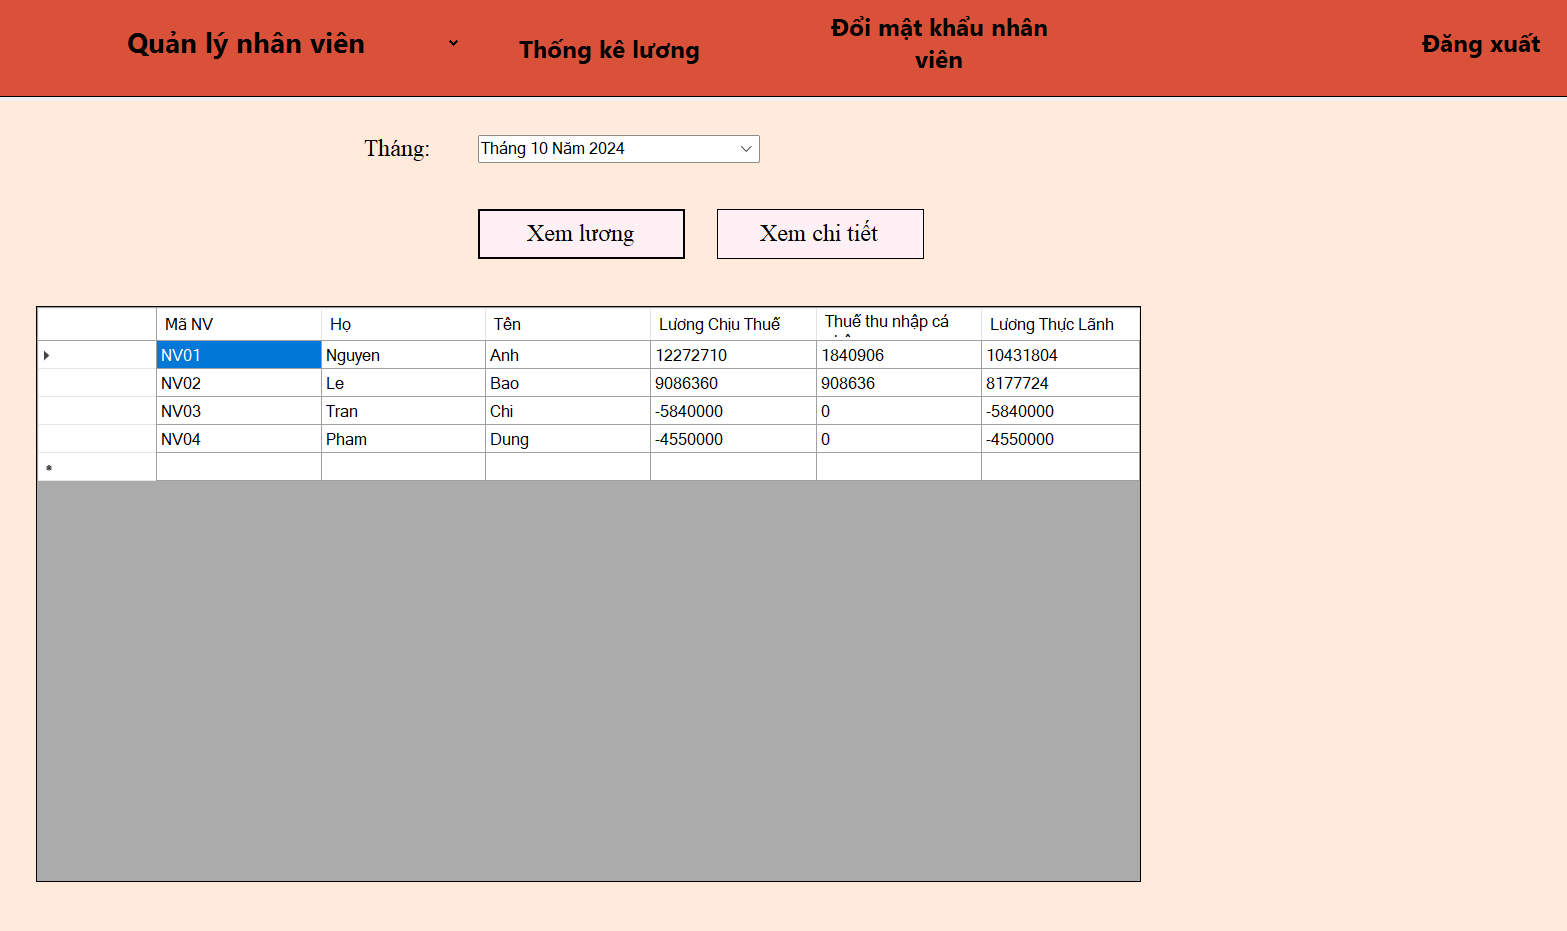 Quản lý nhân viên
Thống kê lương
Đổi mật khẩu nhân
viên
Đăng xuất
Tháng:
Tháng 10 Năm 2024
Xem lương
Xem chi tiết
Mã NV Họ Tên Lương Chịu Thuế Thuế thu nhập cá Lương Thực Lãnh
NV01 Nguyen Anh 12272710 1840906 10431804
NV02 Le Bao 9086360 908636 8177724
NV03 Tran Chi -5840000 0 -5840000
NV04 Pham Dung -4550000 0 -4550000